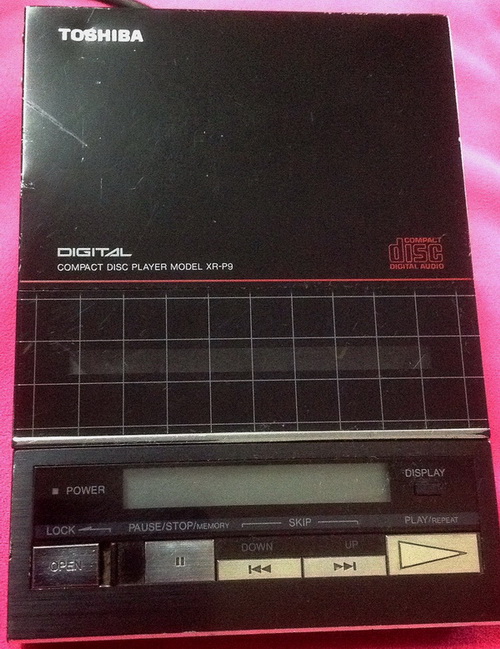 TOSHIBA
DIGITAL
COMPACT DISC PLAYER MODEL XR-P9
COMPACT
disc
DIGITAL AUDIO
POWER
DISPLAY
LOCK
PAUSE/STOP/MEMORY
SKIP
PLAY/REPEAT
DOWN
UP
OPEN